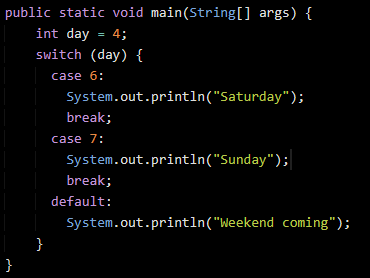 public static void main(String[] args) {
    int day = 4;
    switch (day) {
      case 6:
        System.out.println("Saturday");
        break;
      case 7:
        System.out.println("Sunday");
        break;
      default:
        System.out.println("Weekend coming");
    }
}